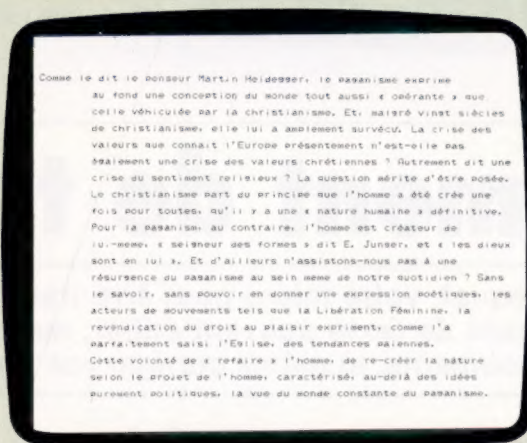 Comme le dit le penseur Martin Heidegger, le paganisme exprime
au fond une conception du monde tout aussi « opérante » que
celle véhiculée par la christianisme. Et, malgré vingt siècles
de christianisme, elle lui a amplement survécu. La crise des
valeurs que connait l'Europe présentement n'est-elle pas
également une crise des valeurs chrétiennes ? Autrement dit une
crise du sentiment religieux ? La question mérite d'être posée.
Le christianisme part du principe que l'homme a été crée une
fois pour toutes, qu'il y a une « nature humaine » définitive.
Pour la paganism, au contraire, l'homme est créateur de
lui-meme, « seigneur des formes » dit E. Junger, et « les dieux
sont en lui ». Et d'ailleurs n'assistons-nous pas à une
résurgence du paganisme au sein meme de notre quotidien ? Sans
le savoir, sans pouvoir en donner une expression poétiques, les
acteurs de mouvements tels que la Libération Féminine, la
revendication du droit au plaisir expriment, comme l'a
parfaitement saisi l'Eglise, des tendances paiennes.
Cette volonté de « refaire » l'homme, de re-créer la nature
selon le projet de l'homme, caractérisé, au-delà des idées
purement politiques, la vue du monde constante du paganisme.